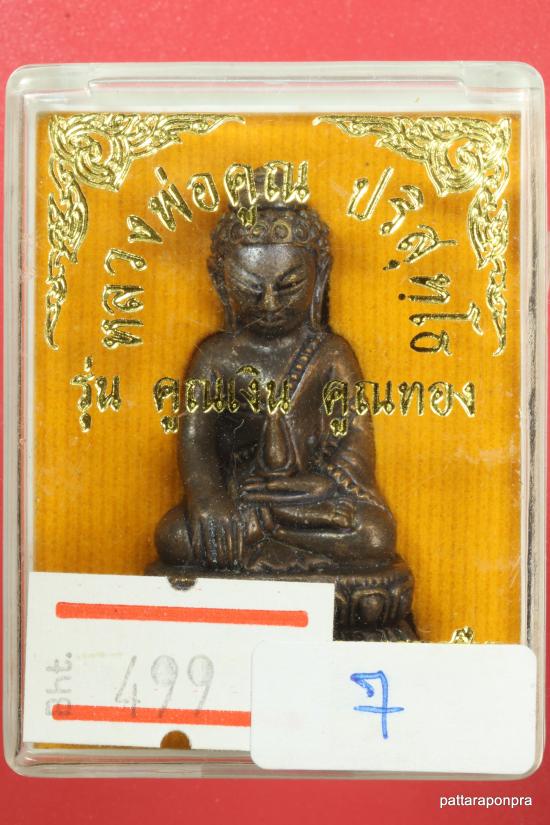 หลวงพ่อคูณ ปริสุทฺโธ
รุ่น คูณเงิน คูณทอง
Bht. 499
7
pattaraponpra